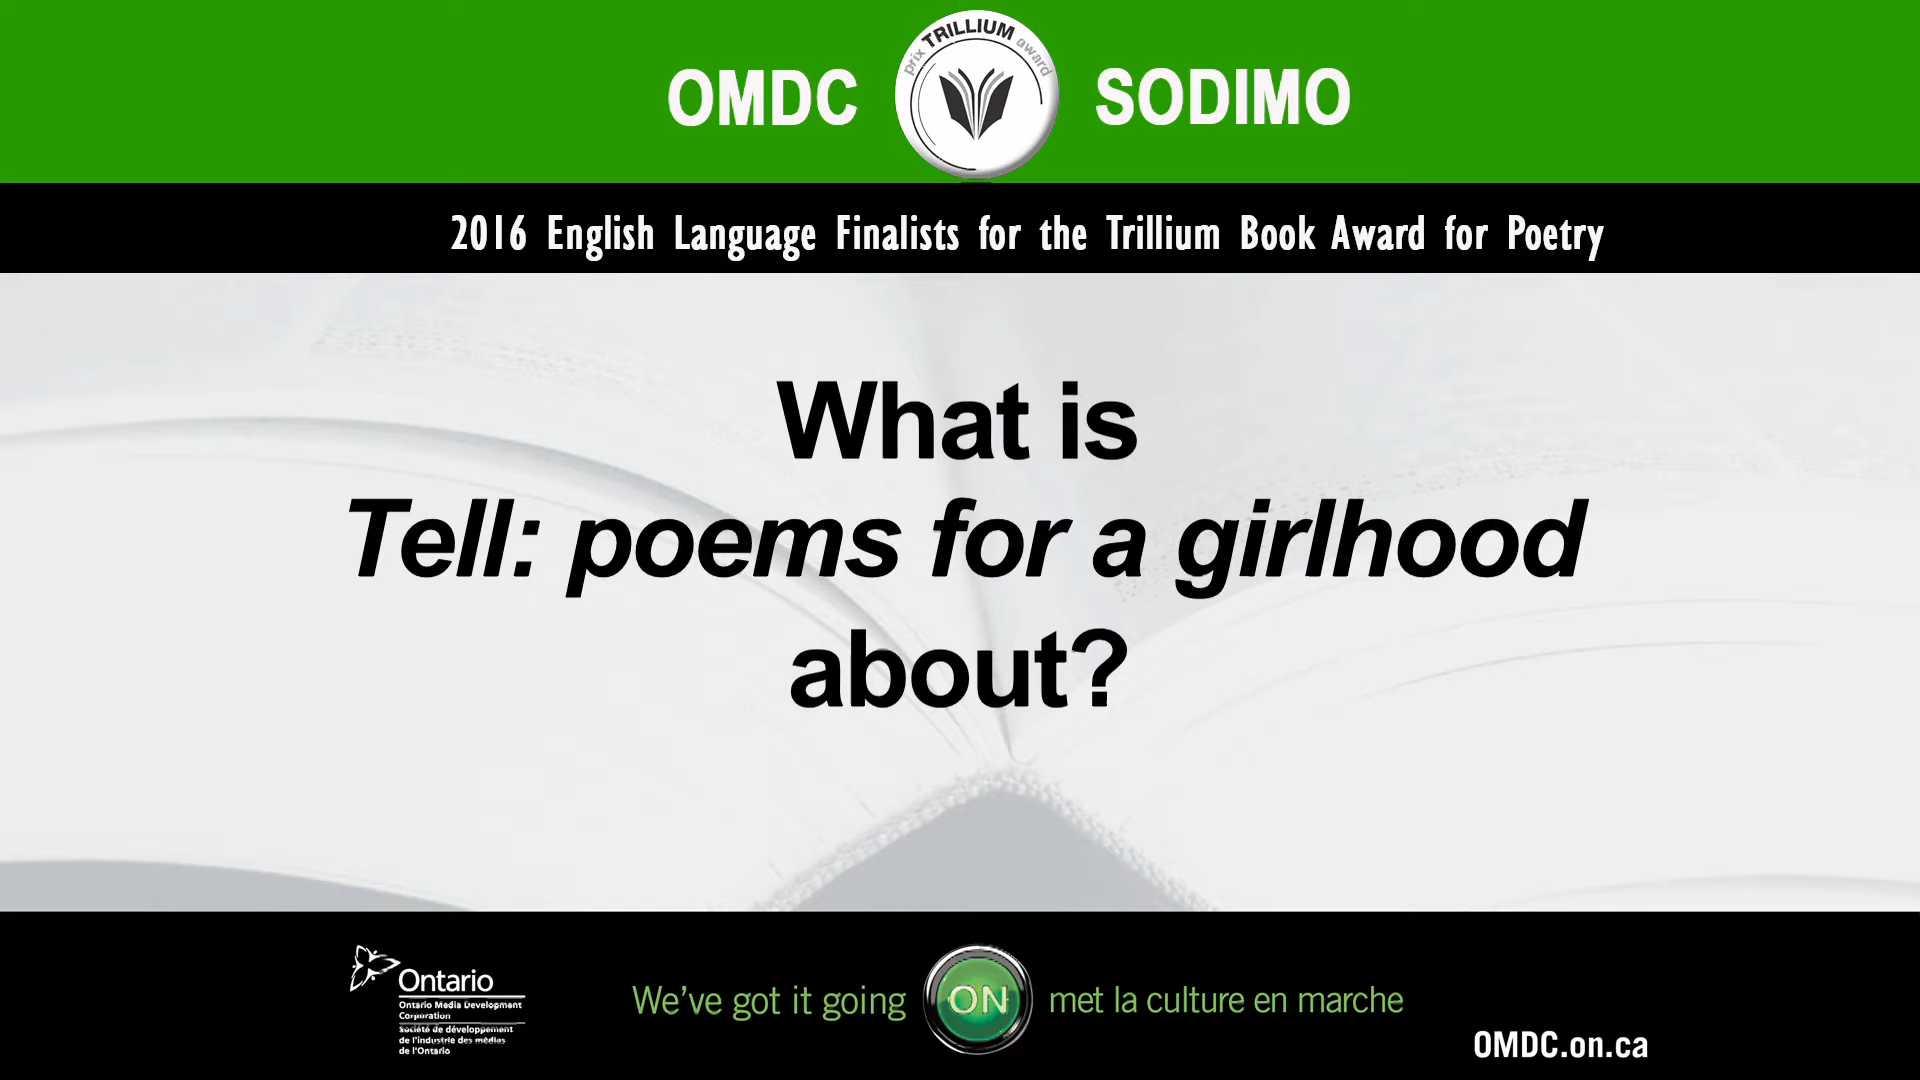 OMDC
prix TRILLIUM award
SODIMO
2016 English Language Finalists for the Trillium Book Award for Poetry
What is
Tell: poems for a girlhood
about?
Ontario
Ontario Media Development
Corporation
Société de développement
de l'industrie des médias
de l'Ontario
We've got it going ON met la culture en marche
OMDC.on.ca